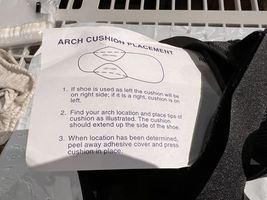 ARCH CUSHION PLACEMENT
1. If shoe is used as left the cushion will be
on right side; if it is a right, cushion is on
left.
2. Find your arch location and place tips of
cushion as illustrated. The cushion
should extend up the side of the shoe.
3. When location has been determined,
peel away adhesive cover and press
cushion in place.